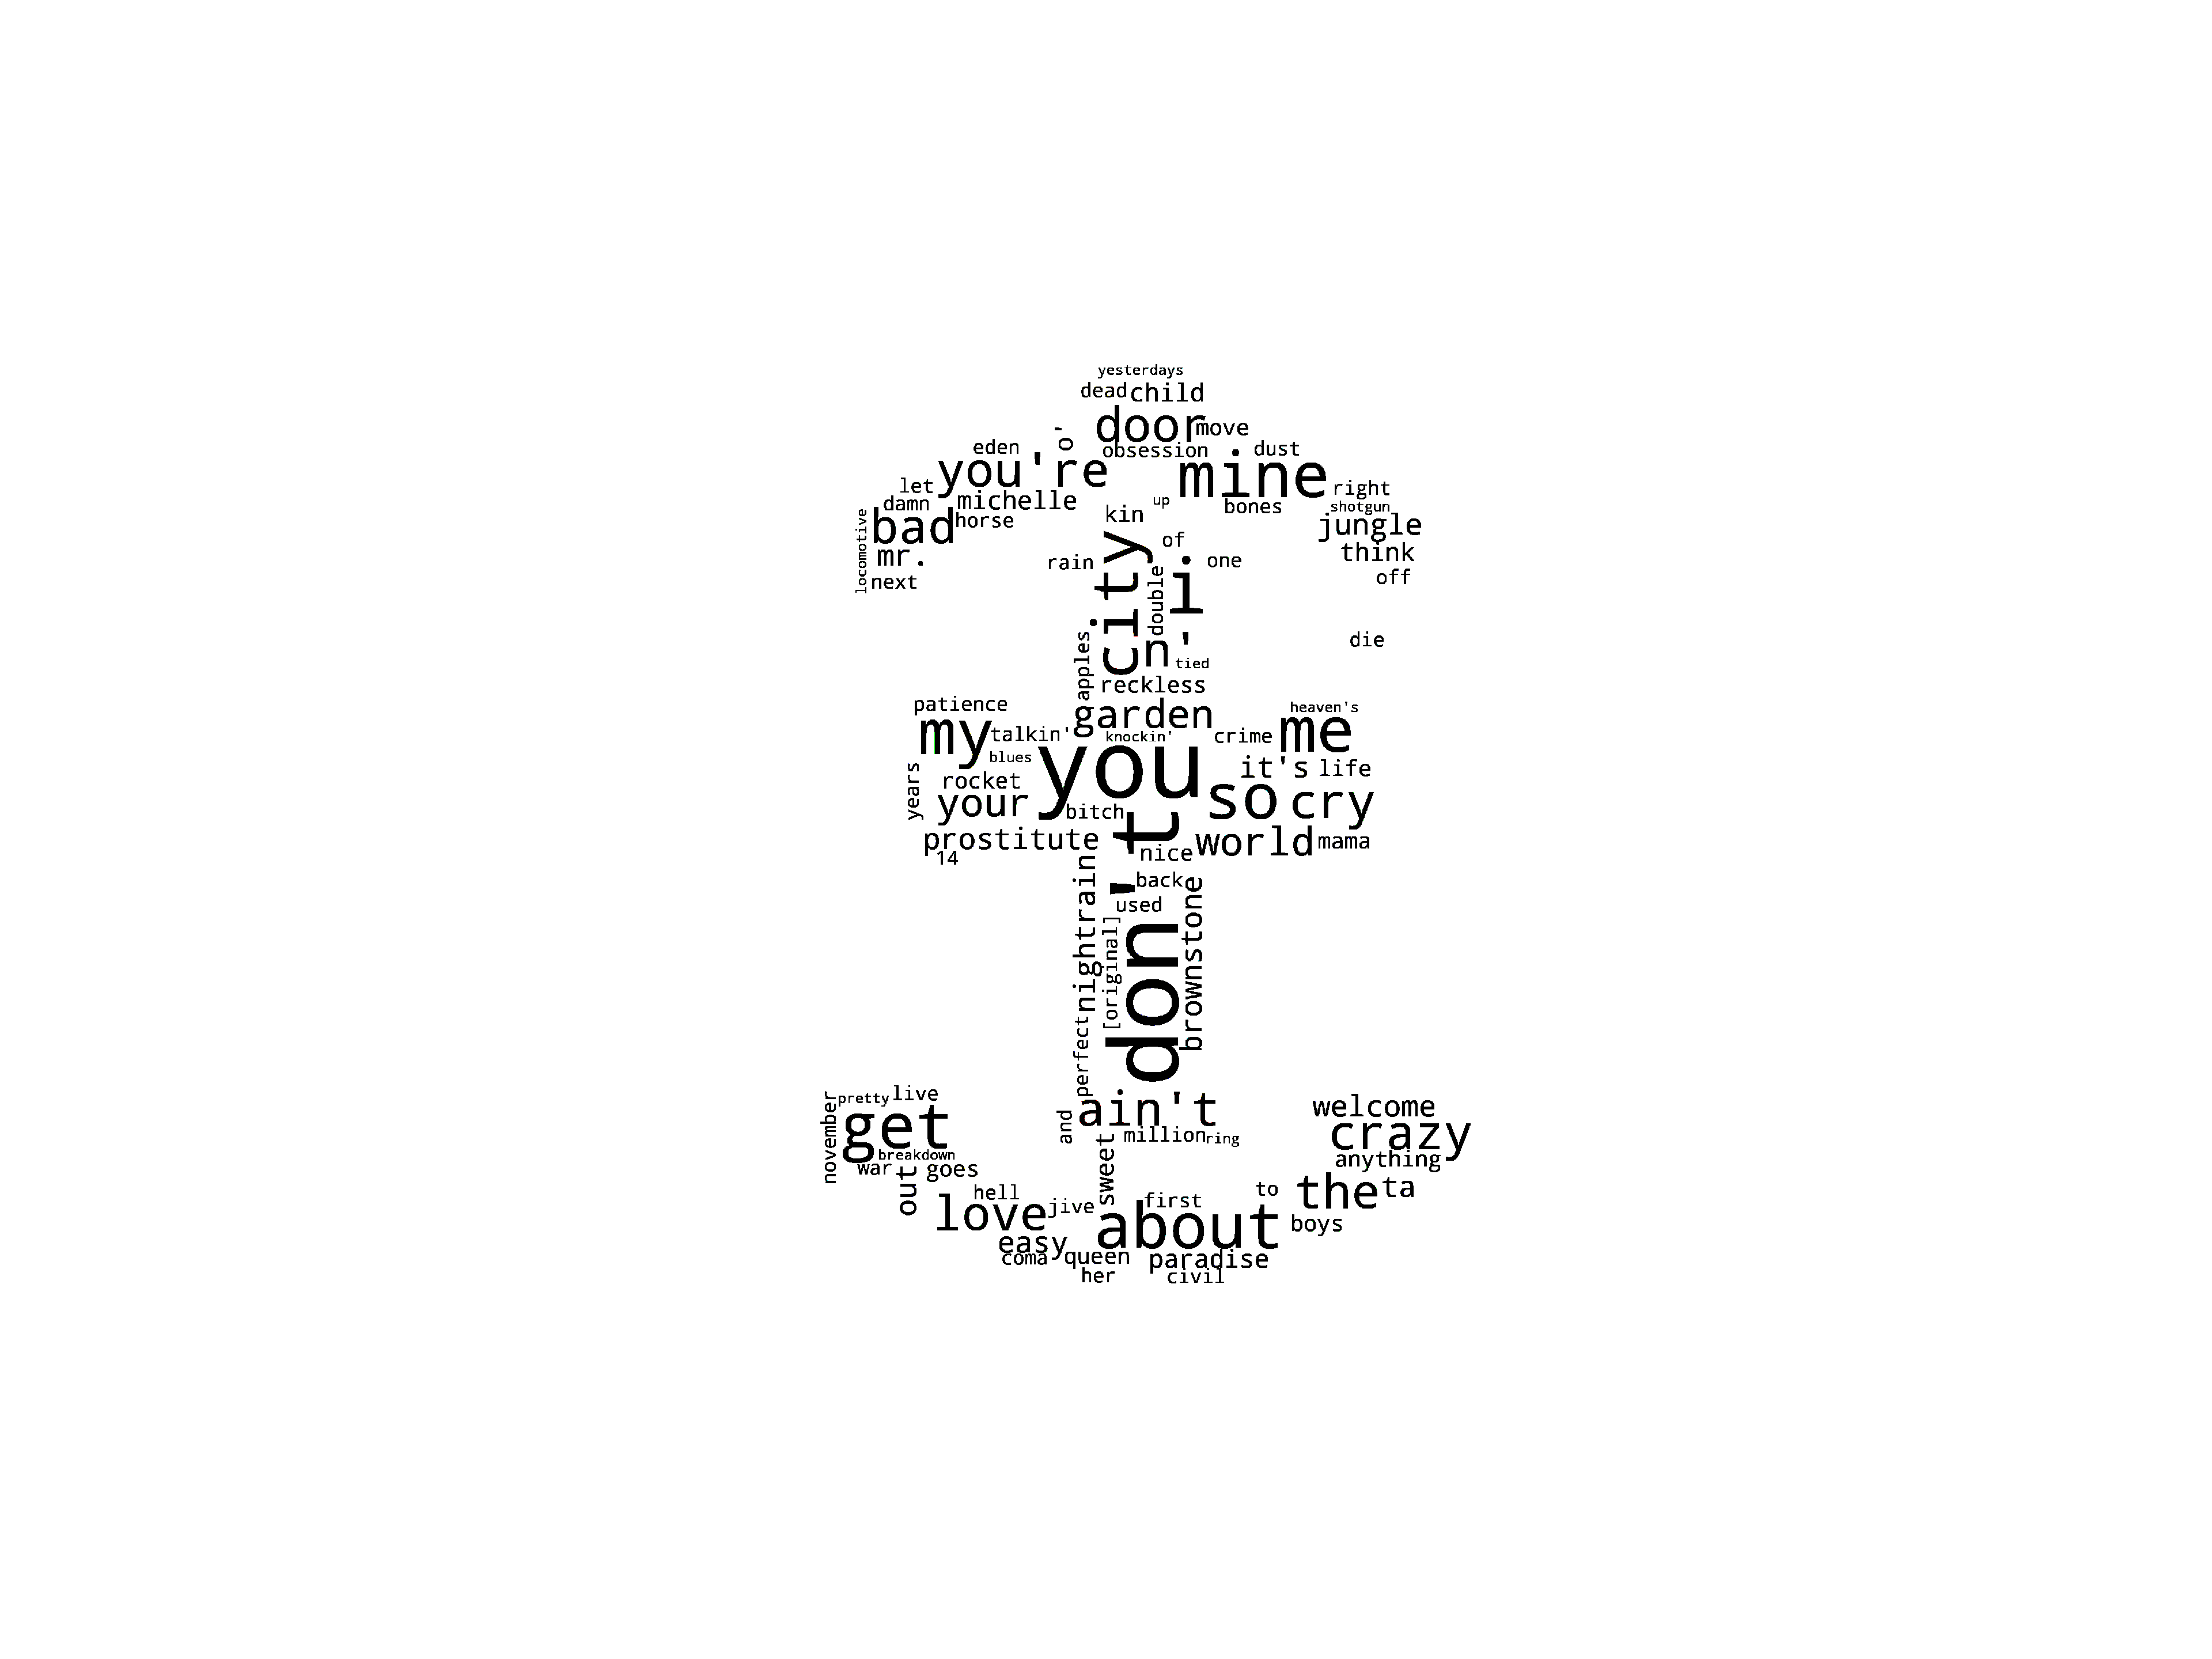 yesterdays
dead child
door move
o'
eden
obsession
dust
you're
mine
let
michelle
right
damn
up
bones
shotgun
bad
horse
kin
jungle
locomotive
mr.
city
of
think
rain
i
one
next
double
off
n'
die
apples
tied
reckless
patience
garden
heaven's
my
talkin'
knockin'
crime
me
blues
you
it's life
years
rocket
so
cry
your
bitch
prostitute
don't
world
mama
14
nice
nightrain
back
brownstone
used
[original]
perfect
november
pretty
live
ain't
welcome
get
and
million
ring
crazy
breakdown
sweet
anything
war
goes
out
hell
first
to
the
ta
love
jive
about
boys
easy
coma
queen
paradise
her
civil